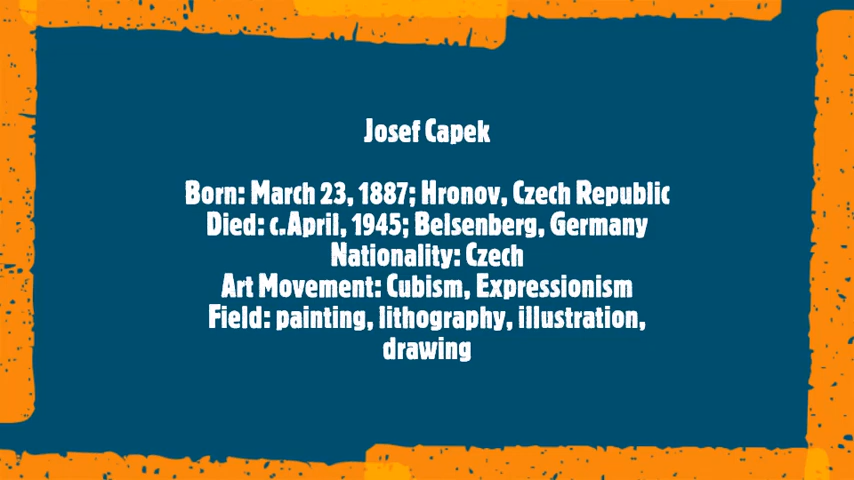 Josef Capek
Born: March 23, 1887; Hronov, Czech Republic
Died: c.April, 1945; Belsenberg, Germany
Nationality: Czech
Art Movement: Cubism, Expressionism
Field: painting, lithography, illustration,
drawing